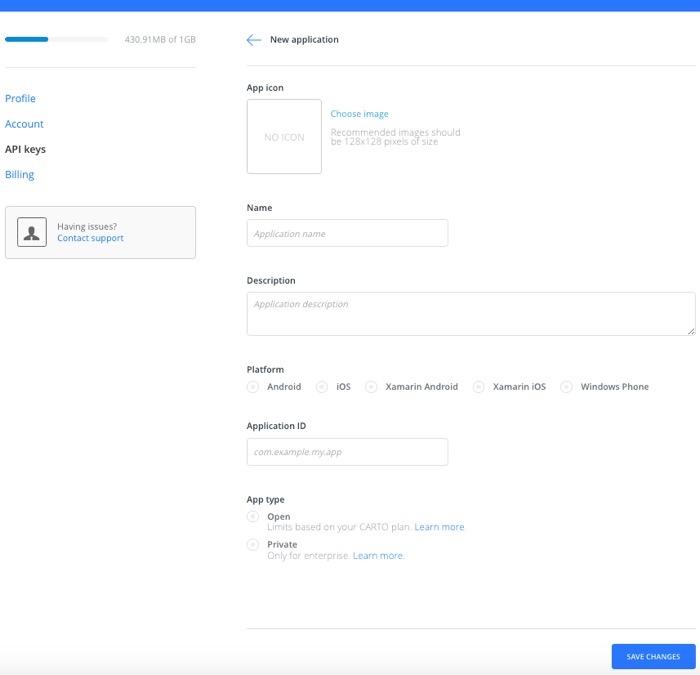 430.91MB of 1GB
Profile
Account
API keys
Billing
Having issues?
Contact support
New application
App icon
NO ICON
Choose image
Recommended images should
be 128x128 pixels of size
Name
Application name
Description
Application description
Platform
Android iOS Xamarin Android Xamarin iOS Windows Phone
Application ID
com.example.my.app
App type
Open
Limits based on your CARTO plan. Learn more.
Private
Only for enterprise. Learn more.
SAVE CHANGES